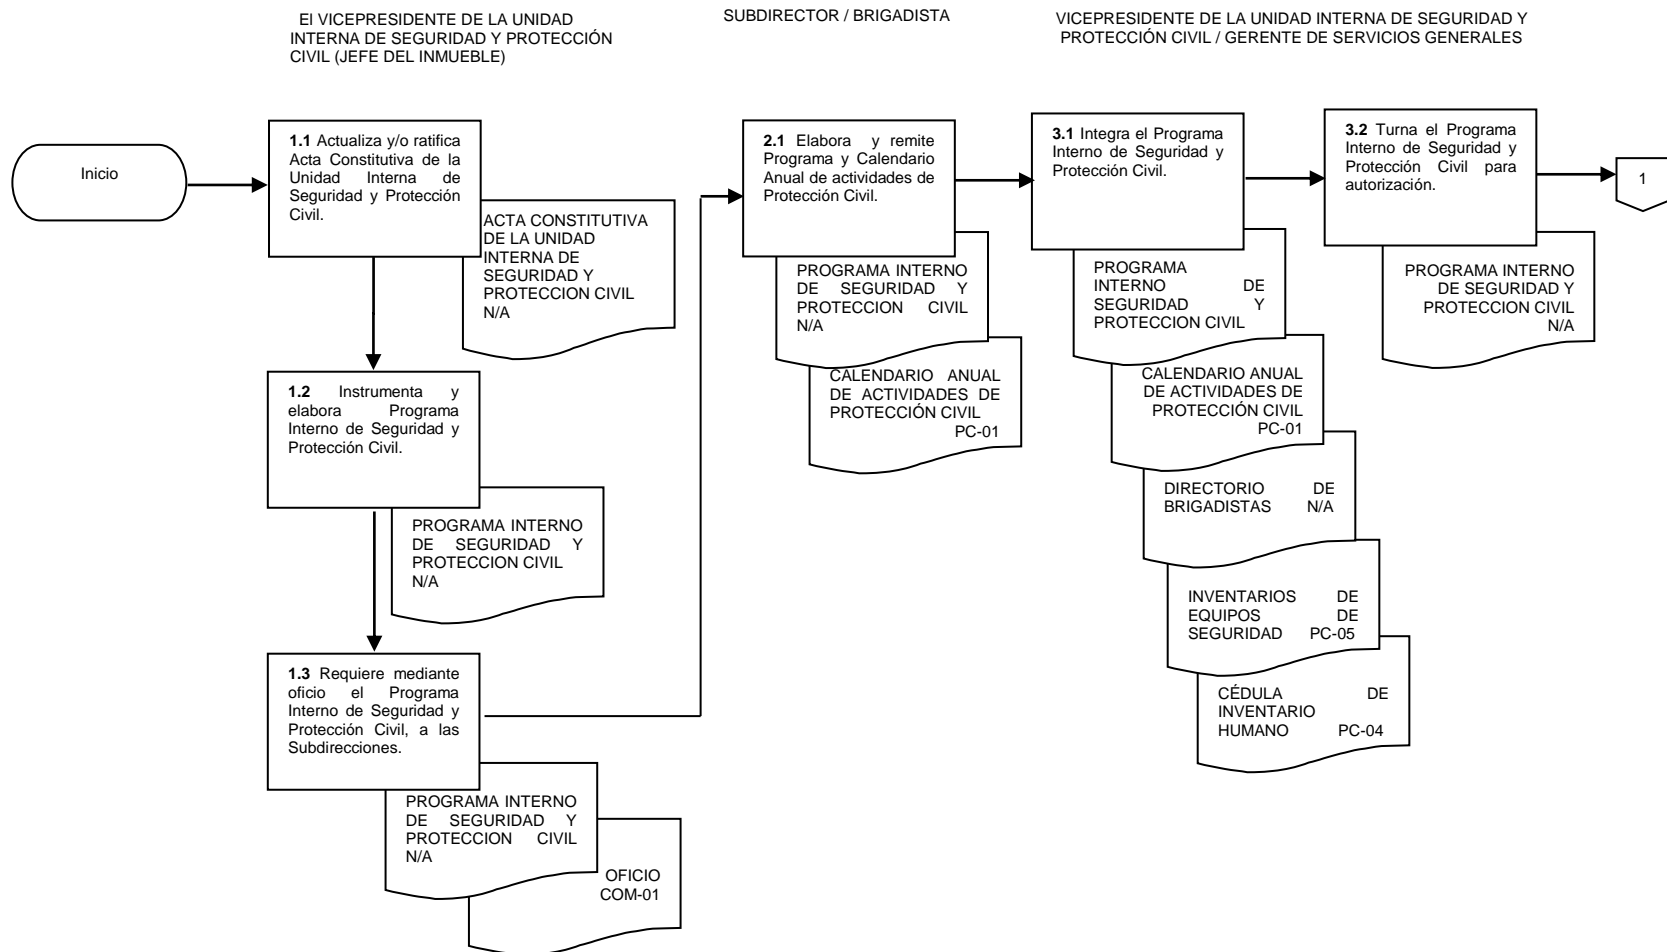 El VICEPRESIDENTE DE LA UNIDAD
INTERNA DE SEGURIDAD Y PROTECCIÓN
CIVIL (JEFE DEL INMUEBLE)
SUBDIRECTOR / BRIGADISTA
VICEPRESIDENTE DE LA UNIDAD INTERNA DE SEGURIDAD Y
PROTECCIÓN CIVIL / GERENTE DE SERVICIOS GENERALES
Inicio
1.1 Actualiza y/o ratifica
Acta Constitutiva de la
Unidad Interna de
Seguridad y Protección
Civil.
ACTA CONSTITUTIVA
DE LA UNIDAD
INTERNA DE
SEGURIDAD Y
PROTECCION CIVIL
N/A
1.2 Instrumenta y
elabora Programa
Interno de Seguridad y
Protección Civil.
PROGRAMA INTERNO
DE SEGURIDAD Y
PROTECCION CIVIL
N/A
1.3 Requiere mediante
oficio el Programa
Interno de Seguridad y
Protección Civil, a las
Subdirecciones.
PROGRAMA INTERNO
DE SEGURIDAD Y
PROTECCION CIVIL
N/A
OFICIO
COM-01
2.1 Elabora y remite
Programa y Calendario
Anual de actividades de
Protección Civil.
PROGRAMA INTERNO
DE SEGURIDAD Y
PROTECCION CIVIL
N/A
CALENDARIO ANUAL
DE ACTIVIDADES DE
PROTECCIÓN CIVIL
PC-01
3.1 Integra el Programa
Interno de Seguridad y
Protección Civil.
PROGRAMA
INTERNO DE
SEGURIDAD Y
PROTECCION CIVIL
CALENDARIO ANUAL
DE ACTIVIDADES DE
PROTECCIÓN CIVIL
PC-01
DIRECTORIO DE
BRIGADISTAS N/A
INVENTARIOS DE
EQUIPOS DE
SEGURIDAD PC-05
CÉDULA DE
INVENTARIO
HUMANO PC-04
3.2 Turna el Programa
Interno de Seguridad y
Protección Civil para
autorización.
PROGRAMA INTERNO
DE SEGURIDAD Y
PROTECCION CIVIL
N/A
1